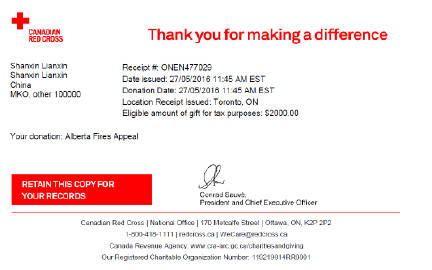 CANADIAN
RED CROSS
Thank you for making a difference
Shanxin Lianxin
Shanxin Lianxin
China
MKO, other 100000
Receipt #: ONEN477029
Date issued: 27/05/2016 11:45 AM EST
Donation Date: 27/05/2016 11:45 AM EST
Location Receipt Issued: Toronto, ON
Eligible amount of gift for tax purposes: $2000.00
Your donation: Alberta Fires Appeal
RETAIN THIS COPY FOR
YOUR RECORDS
Conrad Sauvé,
President and Chief Executive Officer
Canadian Red Cross | National Office | 170 Metcalfe Street | Ottawa, ON, K2P 2P2
1-800-418-1111 | redcross.ca | WeCare@redcross.ca
Canada Revenue Agency: www.cra-arc.gc.ca/charitiesandgiving
Our Registered Charitable Organization Number: 119219814RR0001